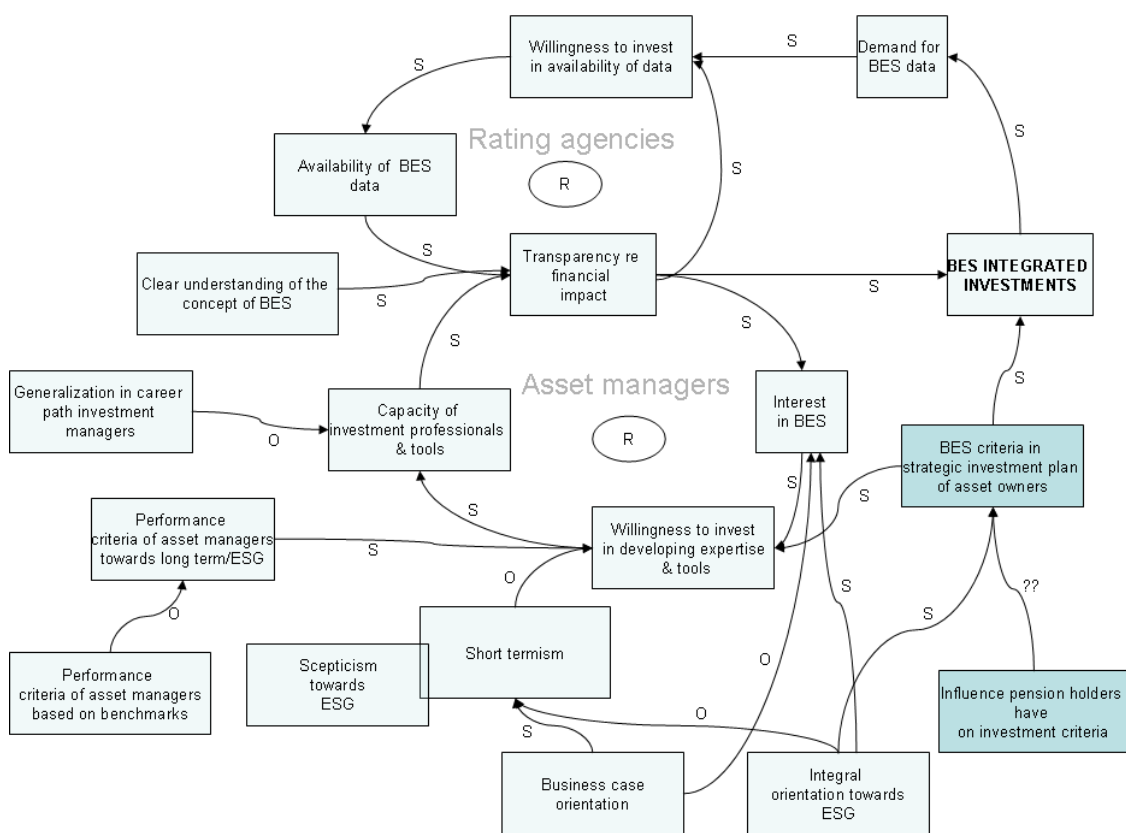 Willingness to invest
in availability of data
S
Demand for
BES data
S
S
Rating agencies
R
S
Availability of BES
data
S
Transparency re
financial
impact
S
BES INTEGRATED
INVESTMENTS
Clear understanding of the
concept of BES
S
S
S
S
Asset managers
R
Generalization in career
path investment
managers
O
Capacity of
investment professionals
& tools
Interest
in BES
BES criteria in
strategic investment plan
of asset owners
S
S
S
S
Performance
criteria of asset managers
towards long term/ESG
S
Willingness to invest
in developing expertise
& tools
O
O
S
S
??
Performance
criteria of asset managers
based on benchmarks
Scepticism
towards
ESG
Short termism
O
O
S
Business case
orientation
Integral
orientation towards
ESG
Influence pension holders
have
on investment criteria